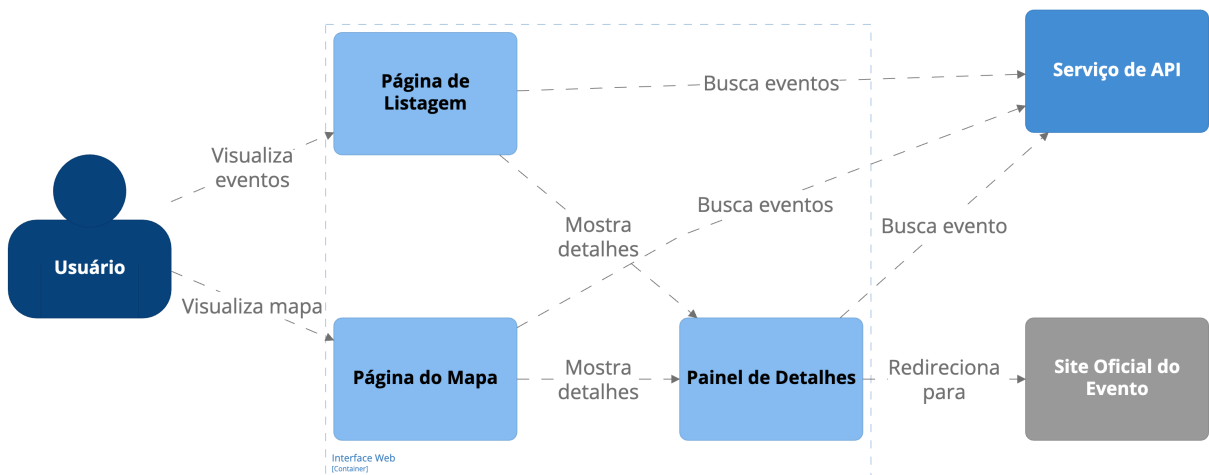 Página de
Listagem
Busca eventos
Serviço de API
Visualiza
eventos
Mostra
detalhes
Busca eventos
Busca evento
Usuário
Visualiza mapa
Página do Mapa
Mostra
detalhes
Painel de Detalhes
Redireciona
para
Site Oficial do
Evento
Interface Web
[Container]